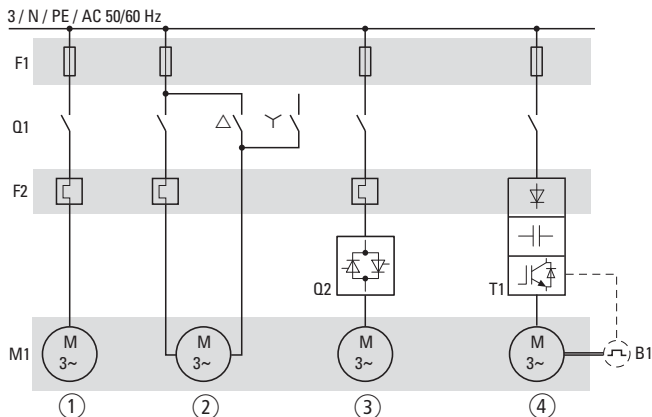 3 / N / PE / AC 50/60 Hz
F1
Q1
F2
Q2
T1
M1
M
3~
M
3~
M
3~
M
3~
B1
1
2
3
4